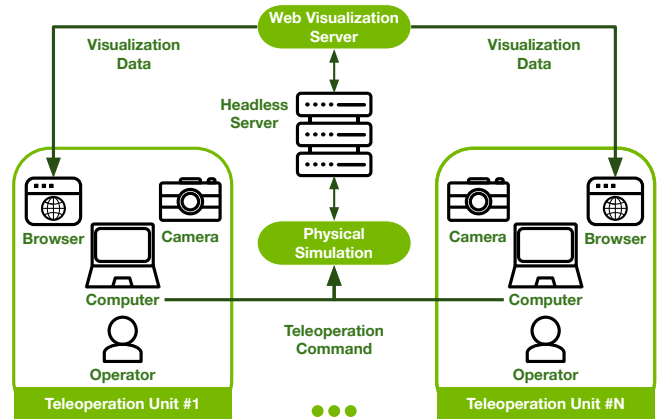 Web Visualization
Server
Visualization
Data
Visualization
Data
Headless
Server
Browser
Camera
Computer
Operator
Teleoperation Unit #1
Physical
Simulation
Teleoperation
Command
Camera
Browser
Computer
Operator
Teleoperation Unit #N